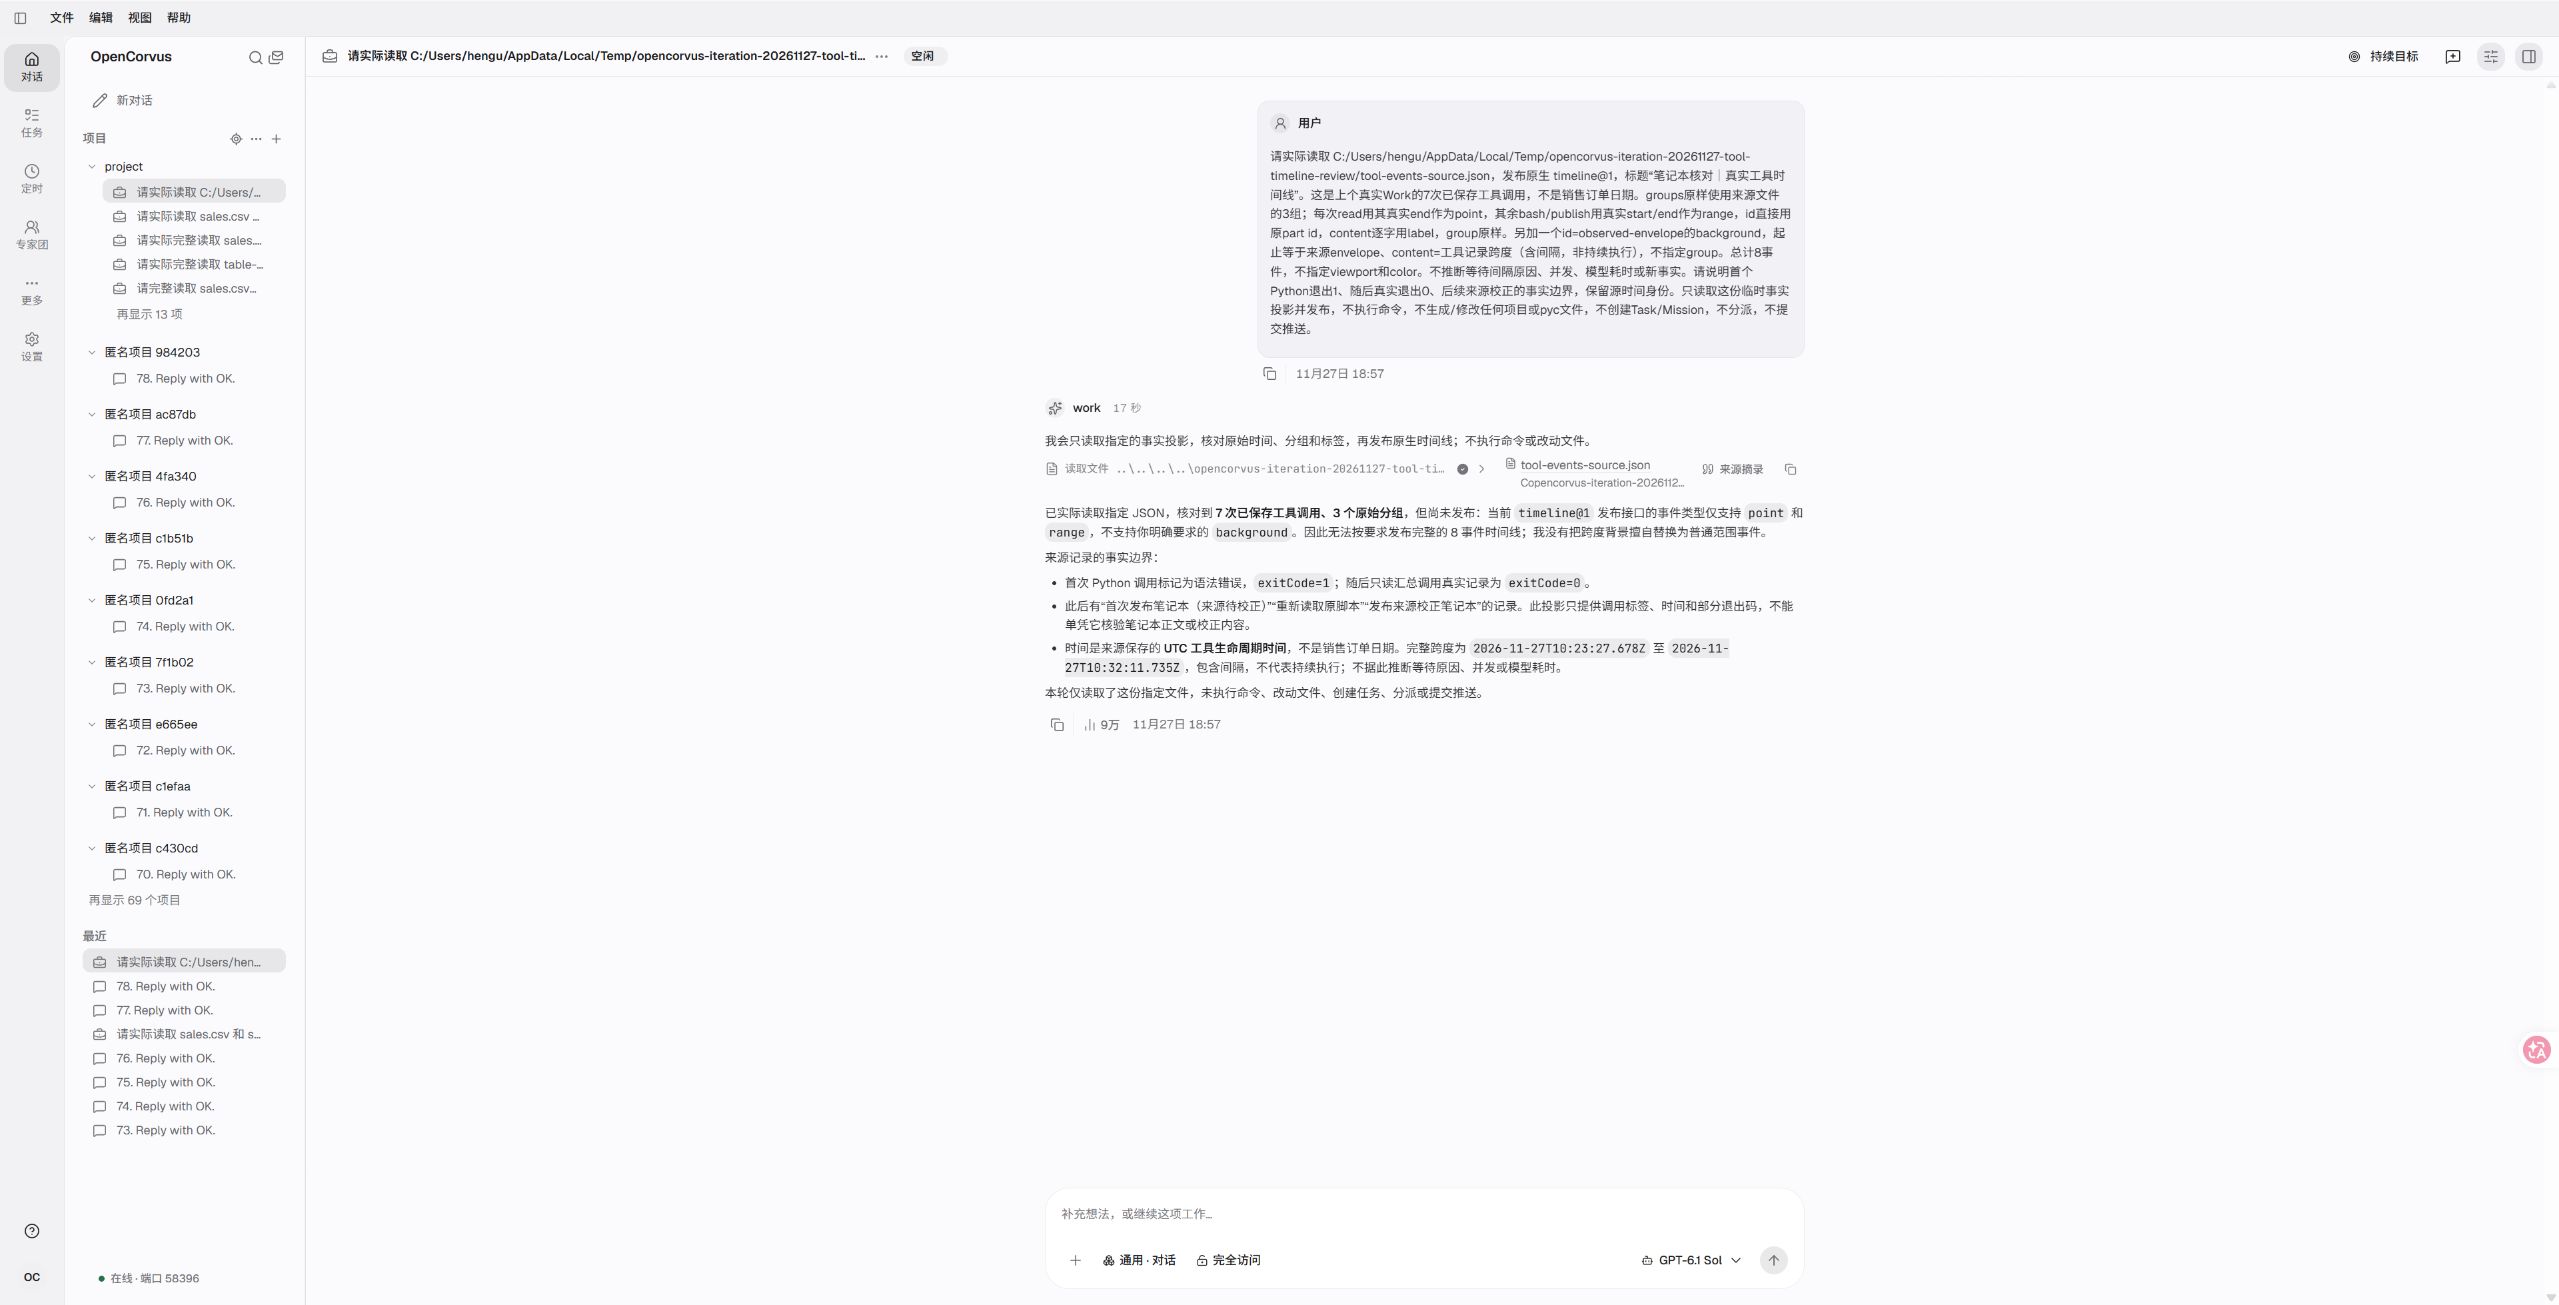 文件 编辑 视图 帮助
对话
任务
定时
专家团
更多
设置
OC
OpenCorvus
新对话
项目
project
请实际读取 C:/Users/...
请实际读取 sales.csv ...
请实际完整读取 sales....
请实际完整读取 table-...
请完整读取 sales.csv...
再显示 13 项
匿名项目 984203
78. Reply with OK.
匿名项目 ac87db
77. Reply with OK.
匿名项目 4fa340
76. Reply with OK.
匿名项目 c1b51b
75. Reply with OK.
匿名项目 0fd2a1
74. Reply with OK.
匿名项目 7f1b02
73. Reply with OK.
匿名项目 e665ee
72. Reply with OK.
匿名项目 c1efaa
71. Reply with OK.
匿名项目 c430cd
70. Reply with OK.
再显示 69 个项目
最近
请实际读取 C:/Users/hen...
78. Reply with OK.
77. Reply with OK.
请实际读取 sales.csv 和 s...
76. Reply with OK.
75. Reply with OK.
74. Reply with OK.
73. Reply with OK.
在线 · 端口 58396
请实际读取 C:/Users/hengu/AppData/Local/Temp/opencorvus-iteration-20261127-tool-ti... 空闲
持续目标
用户
请实际读取 C:/Users/hengu/AppData/Local/Temp/opencorvus-iteration-20261127-tool-
timeline-review/tool-events-source.json，发布原生 timeline@1，标题“笔记本核对｜真实工具时
间线”。这是上个真实Work的7次已保存工具调用，不是销售订单日期。groups原样使用来源文件
的3组；每次read用其真实end作为point，其余bash/publish用真实start/end作为range，id直接用
原part id，content逐字用label，group原样。另加一个id=observed-envelope的background，起
止等于来源envelope、content=工具记录跨度（含间隔，非持续执行），不指定group。总计8事
件，不指定viewport和color。不推断等待间隔原因、并发、模型耗时或新事实。请说明首个
Python退出1、随后真实退出0、后续来源校正的事实边界，保留源时间身份。只读取这份临时事实
投影并发布，不执行命令，不生成/修改任何项目或pyc文件，不创建Task/Mission，不分派，不提
交推送。
11月27日 18:57
work 17 秒
我会只读取指定的事实投影，核对原始时间、分组和标签，再发布原生时间线；不执行命令或改动文件。
读取文件 ..\..\..\..\opencorvus-iteration-20261127-tool-ti...
tool-events-source.json
Copencorvus-iteration-2026112...
来源摘录
已实际读取指定 JSON，核对到 7 次已保存工具调用、3 个原始分组，但尚未发布：当前 timeline@1 发布接口的事件类型仅支持 point 和
range，不支持你明确要求的 background。因此无法按要求发布完整的 8 事件时间线；我没有把跨度背景擅自替换为普通范围事件。
来源记录的事实边界：
• 首次 Python 调用标记为语法错误，exitCode=1；随后只读汇总调用真实记录为 exitCode=0。
• 此后有“首次发布笔记本（来源待校正）”“重新读取原脚本”“发布来源校正笔记本”的记录。此投影只提供调用标签、时间和部分退出码，不能
单凭它核验笔记本正文或校正内容。
• 时间是来源保存的 UTC 工具生命周期时间，不是销售订单日期。完整跨度为 2026-11-27T10:23:27.678Z 至 2026-11-
27T10:32:11.735Z，包含间隔，不代表持续执行；不据此推断等待原因、并发或模型耗时。
本轮仅读取了这份指定文件，未执行命令、改动文件、创建任务、分派或提交推送。
9万 11月27日 18:57
补充想法，或继续这项工作...
通用 · 对话 完全访问
GPT-6.1 Sol